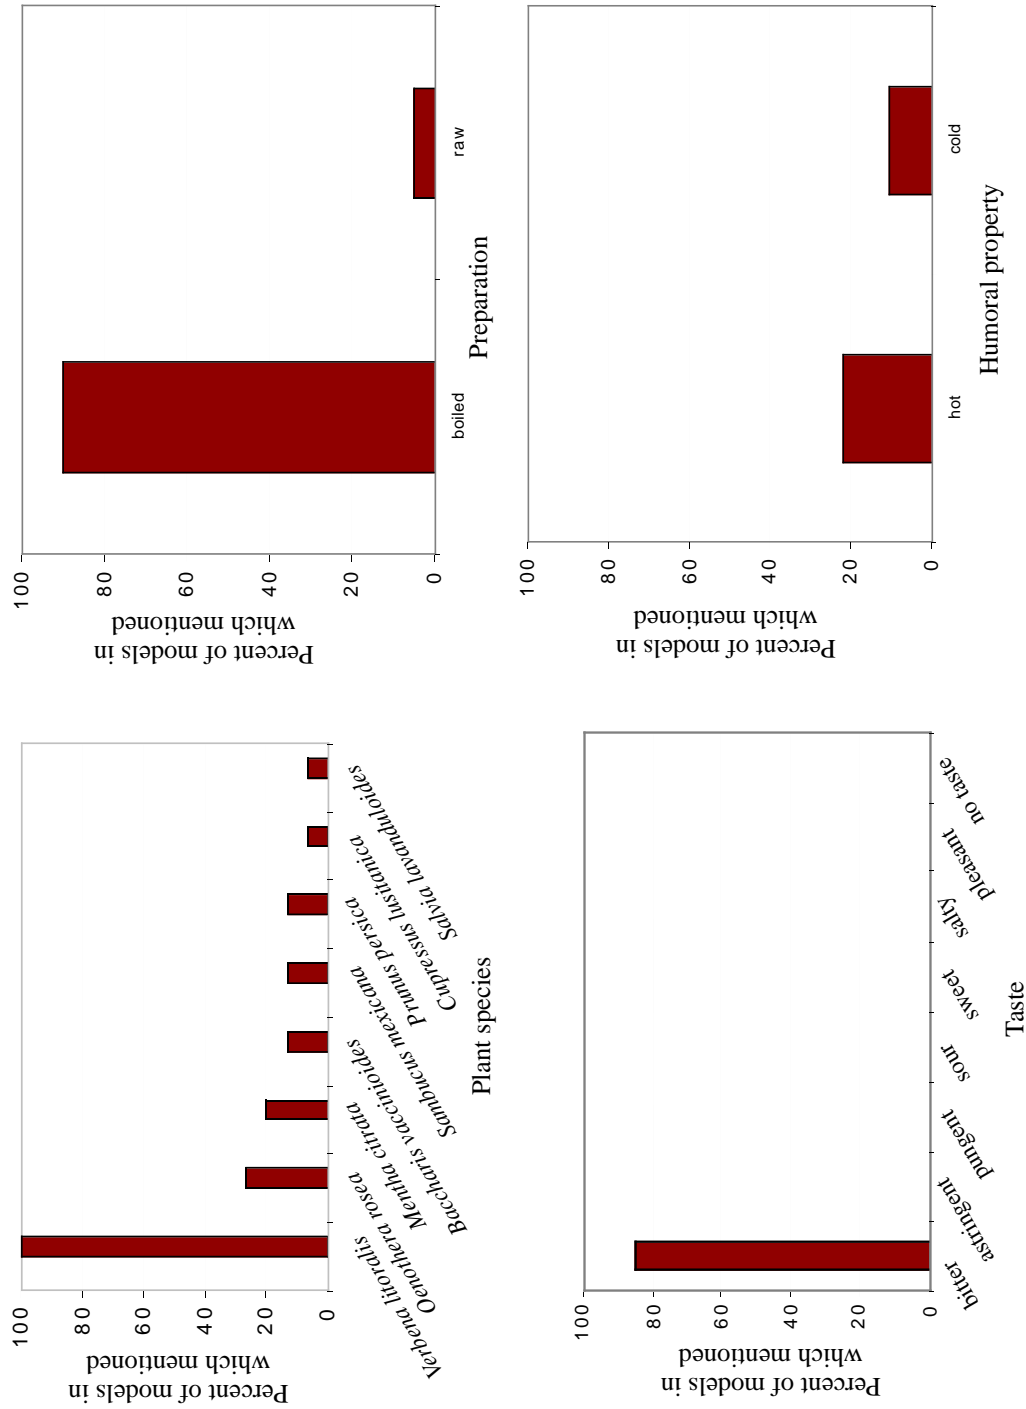 Percent of models in
which mentioned
100
80
60
40
20
0
Verbena litoralis
Oenothera rosea
Mentha citrata
Baccharis vaccinioides
Sambucus mexicana
Prunus persica
Cupressus lusitanica
Salvia lavanduloides
Plant species
Percent of models in
which mentioned
100
80
60
40
20
0
boiled
raw
Preparation
Percent of models in
which mentioned
100
80
60
40
20
0
bitter
astringent
pungent
sour
sweet
salty
pleasant
no taste
Taste
Percent of models in
which mentioned
100
80
60
40
20
0
hot
cold
Humoral property